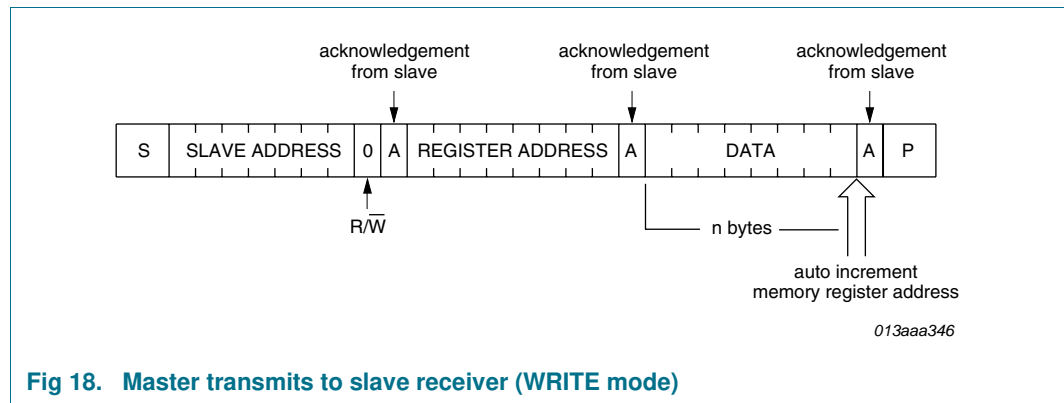 acknowledgement
from slave
acknowledgement
from slave
acknowledgement
from slave
S SLAVE ADDRESS 0 A REGISTER ADDRESS A DATA A P
R/W̅
n bytes
auto increment
memory register address
013aaa346
Fig 18. Master transmits to slave receiver (WRITE mode)